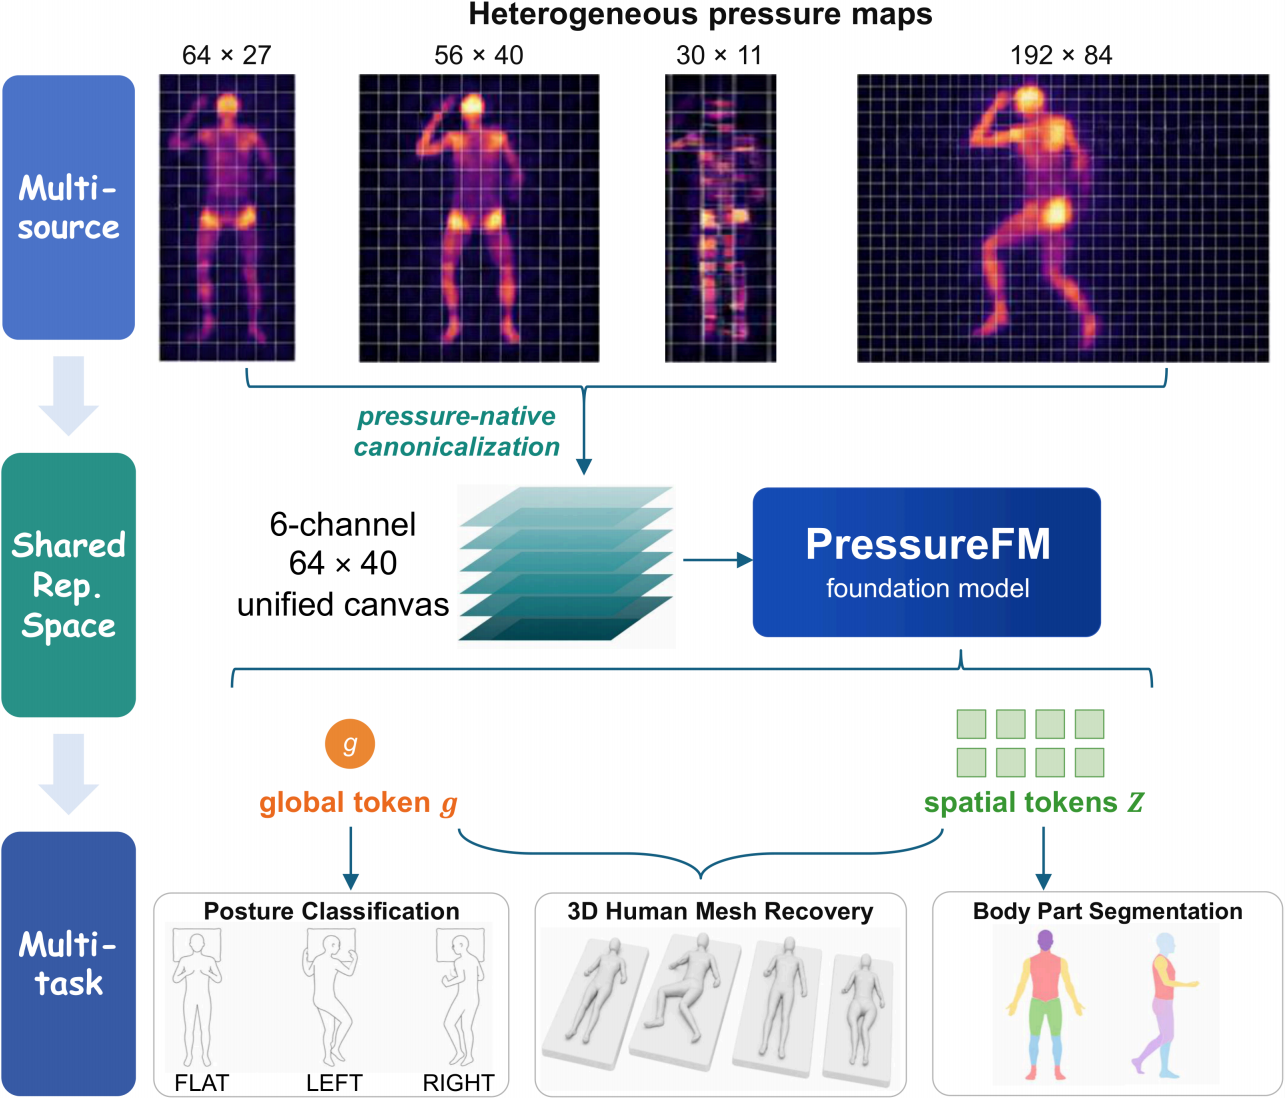 Heterogeneous pressure maps
64 × 27
56 × 40
30 × 11
192 × 84
Multi-
source
pressure-native
canonicalization
Shared
Rep.
Space
6-channel
64 × 40
unified canvas
PressureFM
foundation model
g
global token g
spatial tokens Z
Multi-
task
Posture Classification
FLAT
LEFT
RIGHT
3D Human Mesh Recovery
Body Part Segmentation